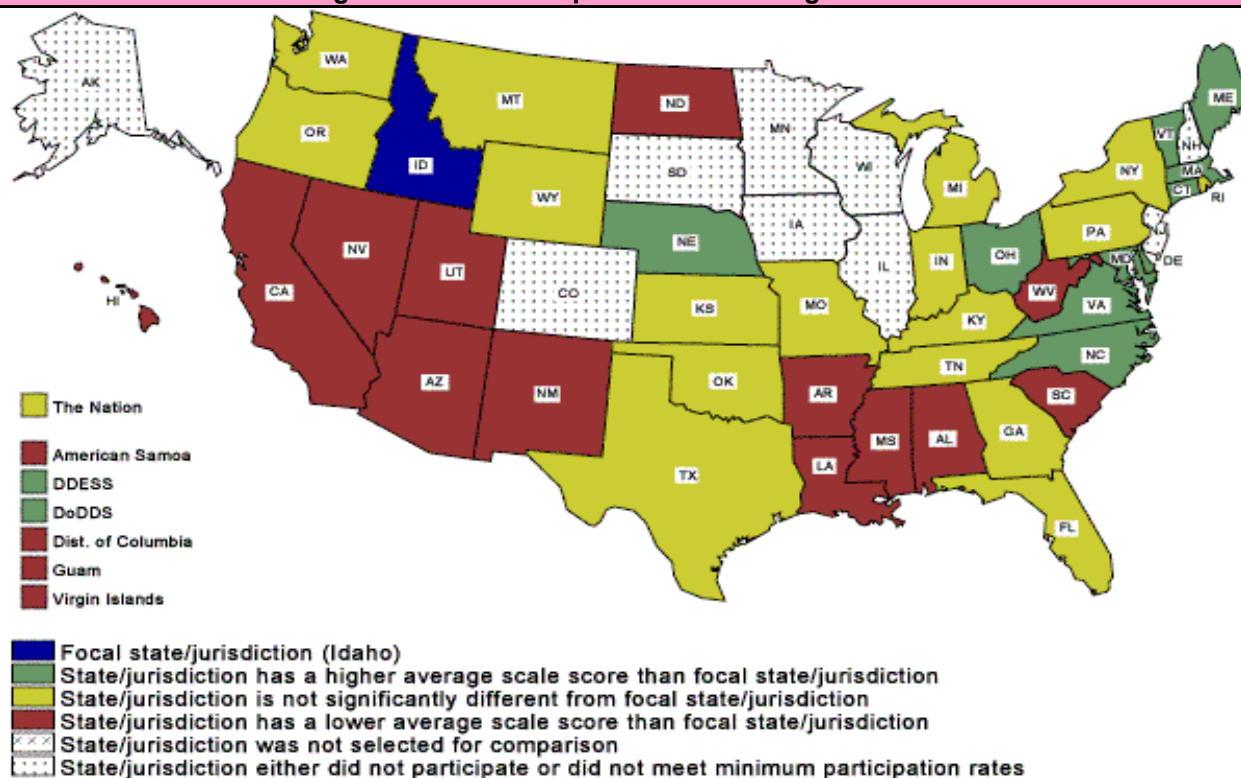 AK
WA
MT
ND
MN
ME
OR
ID
WY
SD
WI
MI
NY
VT
NH
MA
CT
RI
NV
UT
NE
IA
IL
IN
OH
PA
NJ
MD
DE
CA
CO
KS
MO
KY
WV
VA
HI
AZ
NM
OK
AR
TN
NC
SC
TX
LA
MS
AL
GA
FL
The Nation
American Samoa
DDESS
DoDDS
Dist. of Columbia
Guam
Virgin Islands
Focal state/jurisdiction (Idaho)
State/jurisdiction has a higher average scale score than focal state/jurisdiction
State/jurisdiction is not significantly different from focal state/jurisdiction
State/jurisdiction has a lower average scale score than focal state/jurisdiction
State/jurisdiction was not selected for comparison
State/jurisdiction either did not participate or did not meet minimum participation rates